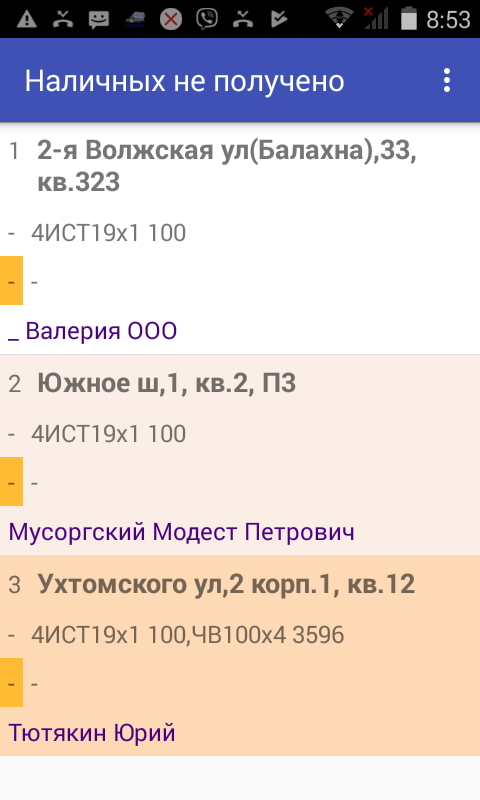 8:53
Наличных не получено
1 2-я Волжская ул(Балахна),33,
кв.323
- 4ИСТ19x1 100
- -
_ Валерия ООО
2 Южное ш,1, кв.2, П3
- 4ИСТ19x1 100
- -
Мусоргский Модест Петрович
3 Ухтомского ул,2 корп.1, кв.12
- 4ИСТ19x1 100,ЧВ100x4 3596
- -
Тютякин Юрий